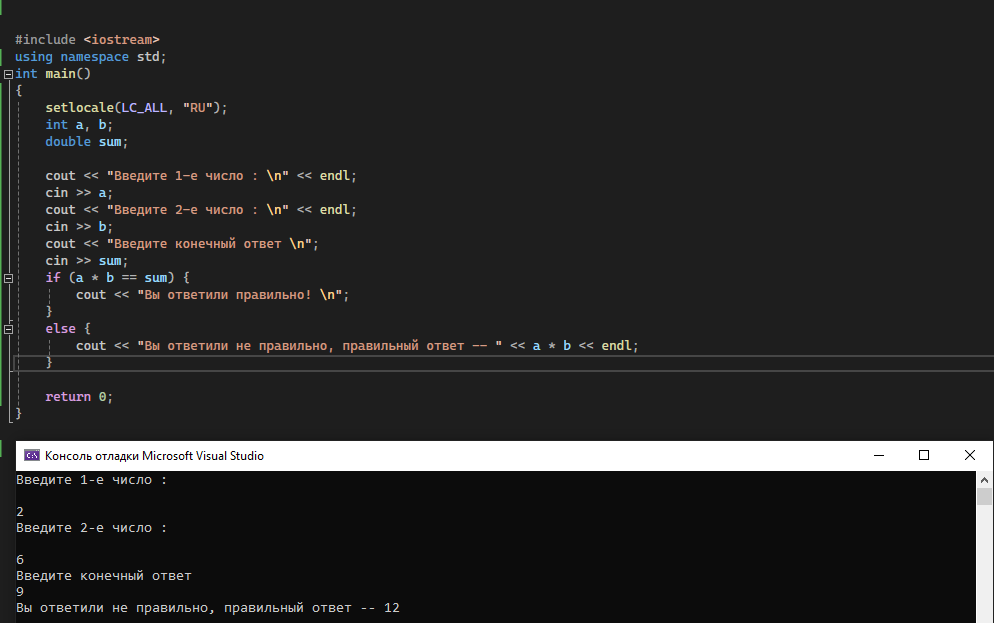 #include <iostream>
using namespace std;
int main()
{
    setlocale(LC_ALL, "RU");
    int a, b;
    double sum;
    cout << "Введите 1-е число : \n" << endl;
    cin >> a;
    cout << "Введите 2-е число : \n" << endl;
    cin >> b;
    cout << "Введите конечный ответ \n";
    cin >> sum;
    if (a * b == sum) {
        cout << "Вы ответили правильно! \n";
    }
    else {
        cout << "Вы ответили не правильно, правильный ответ -- " << a * b << endl;
    }
    return 0;
}
Консоль отладки Microsoft Visual Studio
Введите 1-е число :
2
Введите 2-е число :
6
Введите конечный ответ
9
Вы ответили не правильно, правильный ответ -- 12